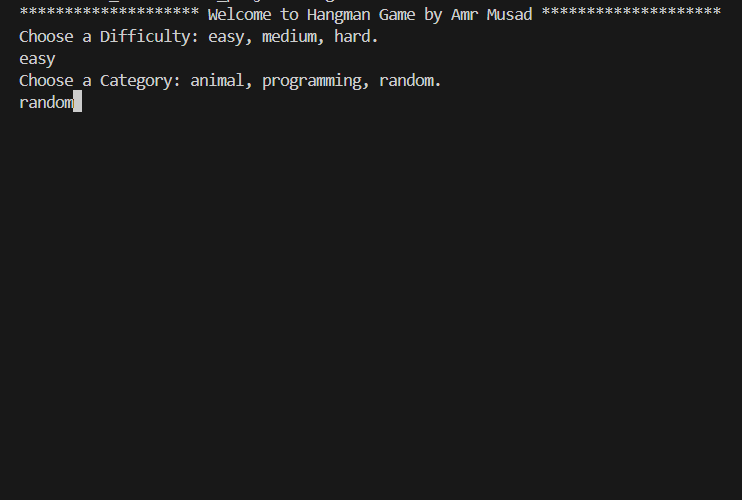 ******************** Welcome to Hangman Game by Amr Musad ********************
Choose a Difficulty: easy, medium, hard.
easy
Choose a Category: animal, programming, random.
random